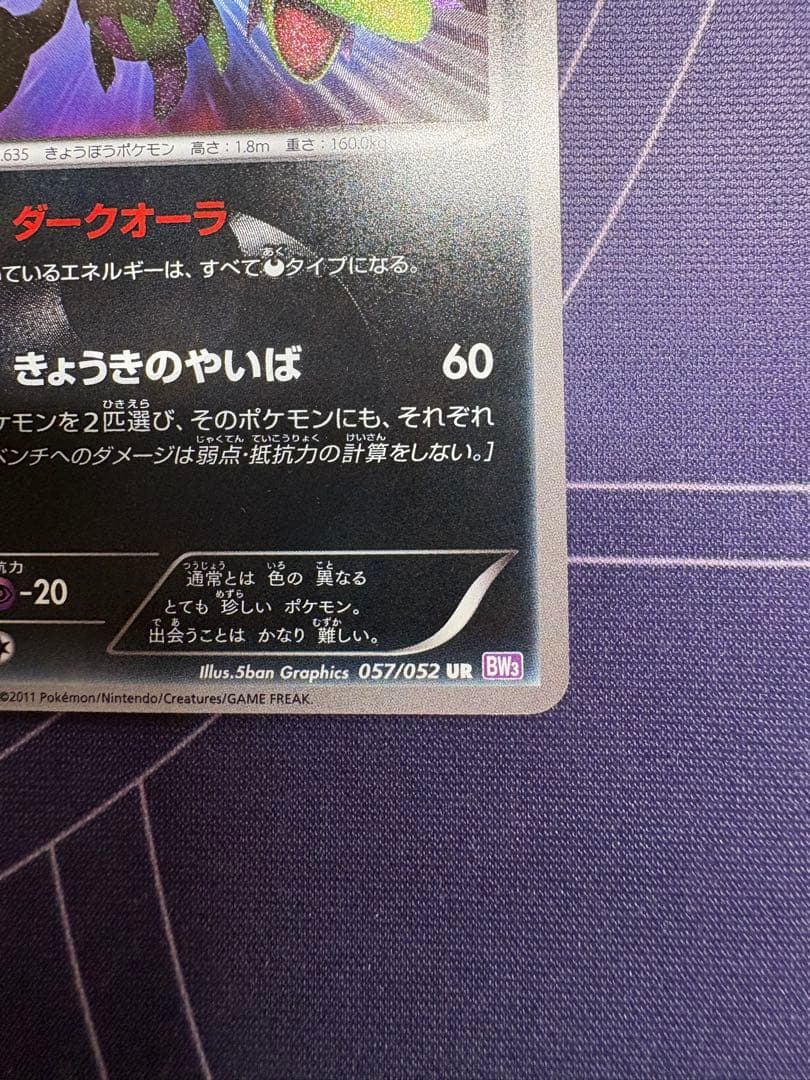 .635 きょうぼうポケモン 高さ：1.8m 重さ：160.0kg
ダークオーラ
ているエネルギーは、すべて悪タイプになる。
きょうきのやいば 60
ケモンを2匹選び、そのポケモンにも、それぞれ
ベンチへのダメージは弱点・抵抗力の計算をしない。］
抗力
-20
通常とは 色の 異なる
とても 珍しい ポケモン。
出会うことは かなり 難しい。
Illus.5ban Graphics 057/052 UR BW3
©2011 Pokémon/Nintendo/Creatures/GAME FREAK.